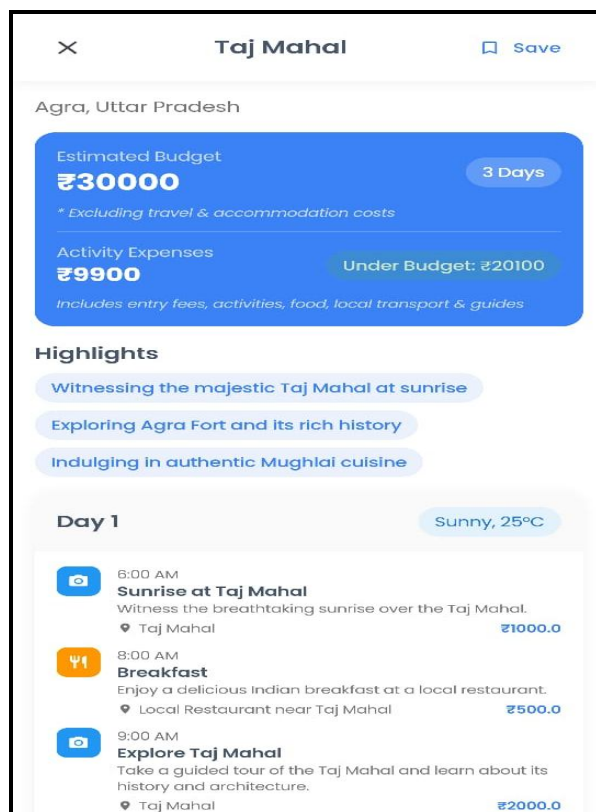 Taj Mahal
Save
Agra, Uttar Pradesh
Estimated Budget
₹30000
3 Days
* Excluding travel & accommodation costs
Activity Expenses
₹9900
Under Budget: ₹20100
Includes entry fees, activities, food, local transport & guides
Highlights
Witnessing the majestic Taj Mahal at sunrise
Exploring Agra Fort and its rich history
Indulging in authentic Mughlai cuisine
Day 1
Sunny, 25°C
6:00 AM
Sunrise at Taj Mahal
Witness the breathtaking sunrise over the Taj Mahal.
Taj Mahal
₹1000.0
8:00 AM
Breakfast
Enjoy a delicious Indian breakfast at a local restaurant.
Local Restaurant near Taj Mahal
₹500.0
9:00 AM
Explore Taj Mahal
Take a guided tour of the Taj Mahal and learn about its
history and architecture.
Taj Mahal
₹2000.0